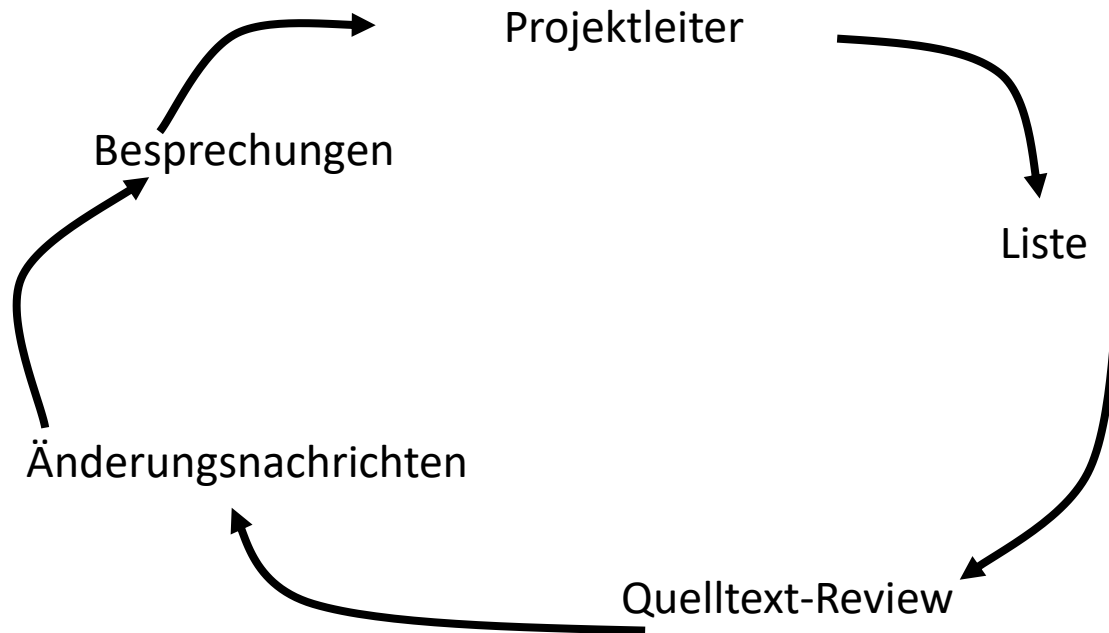 Projektleiter
Besprechungen
Liste
Änderungsnachrichten
Quelltext-Review